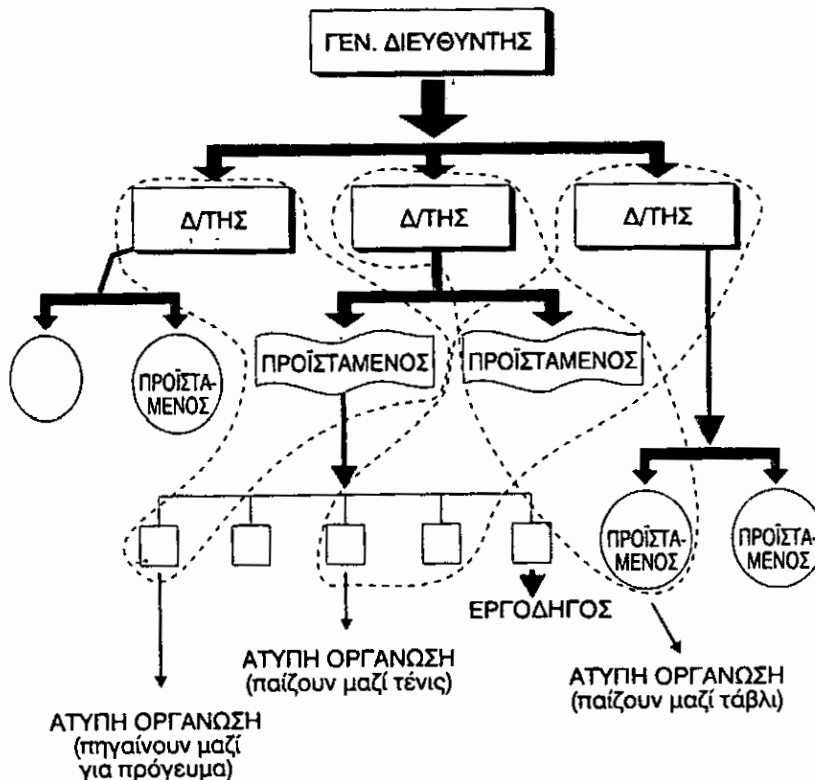 ΓΕΝ. ΔΙΕΥΘΥΝΤΗΣ
Δ/ΤΗΣ
Δ/ΤΗΣ
Δ/ΤΗΣ
ΠΡΟΪΣΤΑ-
ΜΕΝΟΣ
ΠΡΟΪΣΤΑΜΕΝΟΣ
ΠΡΟΪΣΤΑΜΕΝΟΣ
ΠΡΟΪΣΤΑ-
ΜΕΝΟΣ
ΠΡΟΪΣΤΑ-
ΜΕΝΟΣ
ΕΡΓΟΔΗΓΟΣ
ΑΤΥΠΗ ΟΡΓΑΝΩΣΗ
(παίζουν μαζί τένις)
ΑΤΥΠΗ ΟΡΓΑΝΩΣΗ
(παίζουν μαζί τάβλι)
ΑΤΥΠΗ ΟΡΓΑΝΩΣΗ
(πηγαίνουν μαζί
για πρόγευμα)